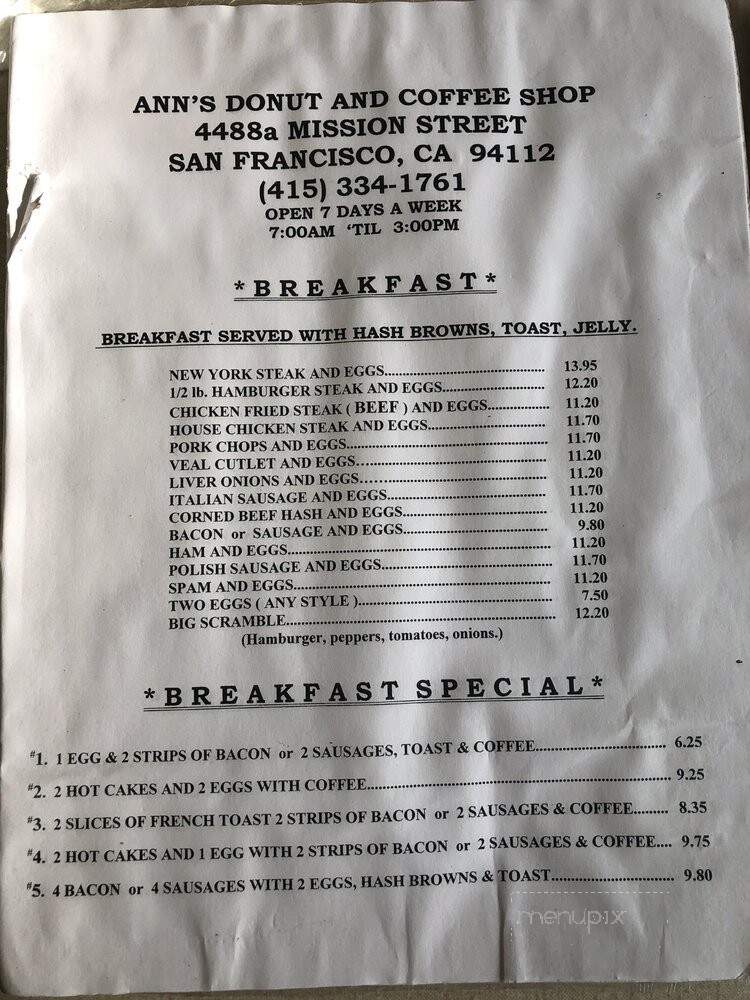 ANN'S DONUT AND COFFEE SHOP
4488a MISSION STREET
SAN FRANCISCO, CA 94112
(415) 334-1761
OPEN 7 DAYS A WEEK
7:00AM 'TIL 3:00PM
*BREAKFAST*
BREAKFAST SERVED WITH HASH BROWNS, TOAST, JELLY.
NEW YORK STEAK AND EGGS 13.95
1/2 lb. HAMBURGER STEAK AND EGGS 12.20
CHICKEN FRIED STEAK ( BEEF ) AND EGGS 11.20
HOUSE CHICKEN STEAK AND EGGS 11.70
PORK CHOPS AND EGGS 11.70
VEAL CUTLET AND EGGS 11.20
LIVER ONIONS AND EGGS 11.20
ITALIAN SAUSAGE AND EGGS 11.70
CORNED BEEF HASH AND EGGS 11.20
BACON or SAUSAGE AND EGGS 9.80
HAM AND EGGS 11.20
POLISH SAUSAGE AND EGGS 11.70
SPAM AND EGGS 11.20
TWO EGGS ( ANY STYLE ) 7.50
BIG SCRAMBLE 12.20
(Hamburger, peppers, tomatoes, onions.)
*BREAKFAST SPECIAL*
#1. 1 EGG & 2 STRIPS OF BACON or 2 SAUSAGES, TOAST & COFFEE 6.25
#2. 2 HOT CAKES AND 2 EGGS WITH COFFEE 9.25
#3. 2 SLICES OF FRENCH TOAST 2 STRIPS OF BACON or 2 SAUSAGES & COFFEE 8.35
#4. 2 HOT CAKES AND 1 EGG WITH 2 STRIPS OF BACON or 2 SAUSAGES & COFFEE 9.75
#5. 4 BACON or 4 SAUSAGES WITH 2 EGGS, HASH BROWNS & TOAST 9.80
menupix